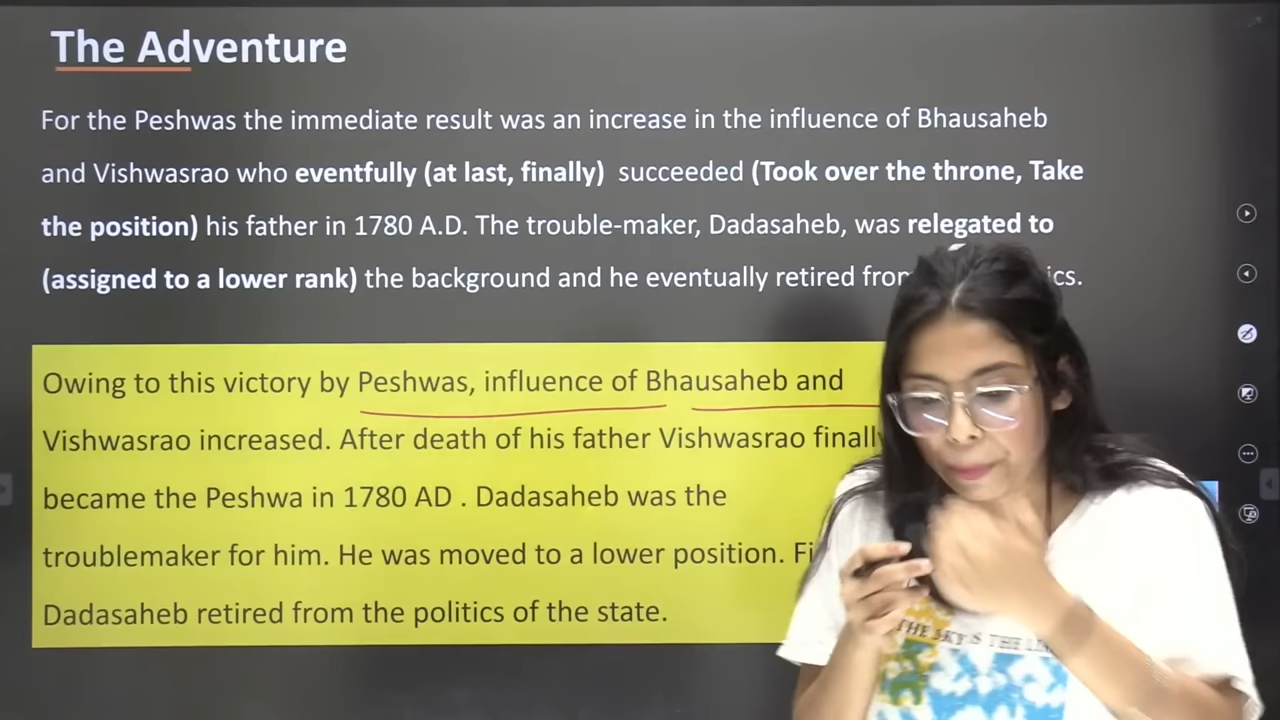 The Adventure
For the Peshwas the immediate result was an increase in the influence of Bhausaheb
and Vishwasrao who eventfully (at last, finally) succeeded (Took over the throne, Take
the position) his father in 1780 A.D. The trouble-maker, Dadasaheb, was relegated to
(assigned to a lower rank) the background and he eventually retired
Owing to this victory by Peshwas, influence of Bhausaheb and
Vishwasrao increased. After death of his father Vishwasrao
became the Peshwa in 1780 AD . Dadasaheb was the
troublemaker for him. He was moved to a lower position.
Dadasaheb retired from the politics of the state.
THE SKY IS THE